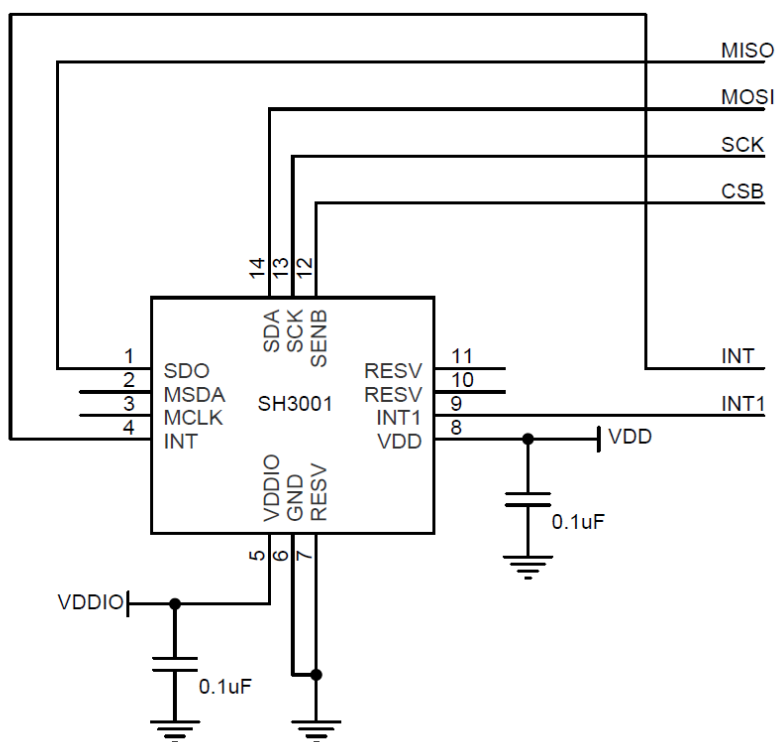 MISO
MOSI
SCK
CSB
14
13
12
SDA
SCK
SENB
1
SDO
RESV
11
INT
2
MSDA
RESV
10
3
MCLK
SH3001
INT1
9
INT1
4
INT
VDD
8
VDD
VDDIO
GND
RESV
0.1uF
5
6
7
VDDIO
0.1uF